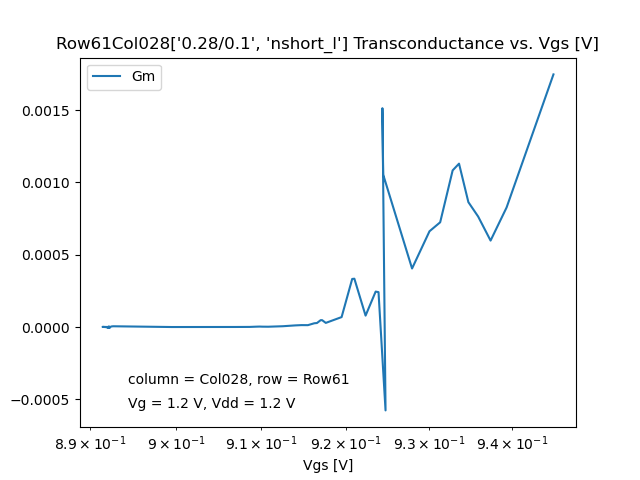 Row61Col028['0.28/0.1', 'nshort_l'] Transconductance vs. Vgs [V]
Gm
0.0015
0.0010
0.0005
0.0000
−0.0005
column = Col028, row = Row61
Vg = 1.2 V, Vdd = 1.2 V
8.9 × 10⁻¹ 9 × 10⁻¹ 9.1 × 10⁻¹ 9.2 × 10⁻¹ 9.3 × 10⁻¹ 9.4 × 10⁻¹
Vgs [V]